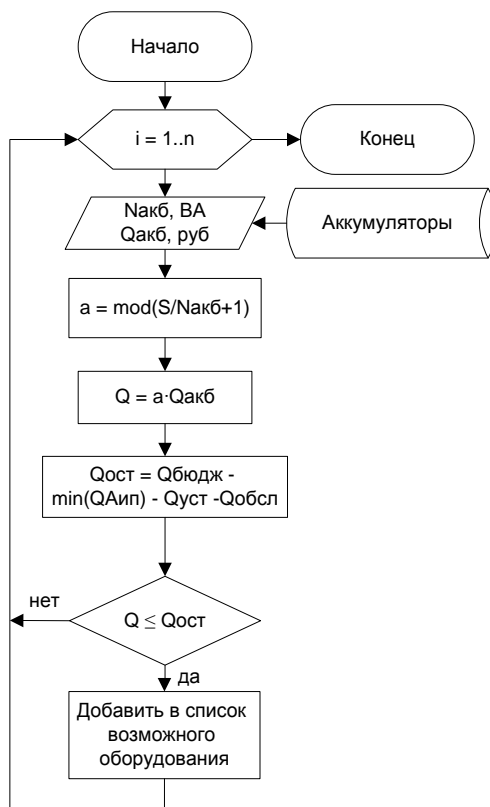 Начало
i = 1..n
Конец
Nакб, ВА
Qакб, руб
Аккумуляторы
a = mod(S/Nакб+1)
Q = a·Qакб
Qост = Qбюдж -
min(QAип) - Qуст -Qобсл
нет
Q ≤ Qост
да
Добавить в список
возможного
оборудования